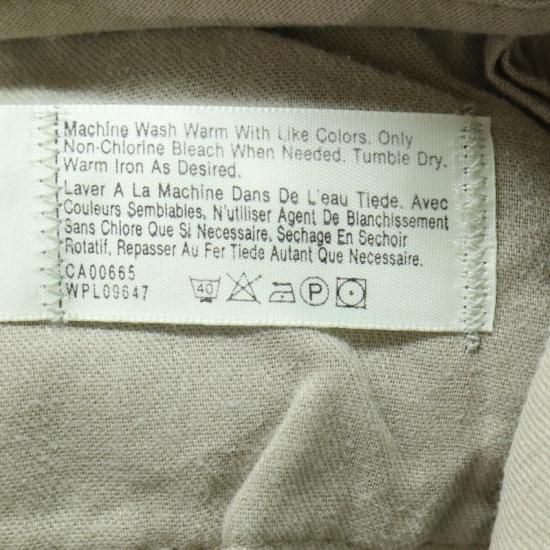 Machine Wash Warm With Like Colors. Only
Non-Chlorine Bleach When Needed. Tumble Dry.
Warm Iron As Desired.
Laver A La Machine Dans De L'eau Tiede. Avec
Couleurs Semblables, N'utiliser Agent De Blanchissement
Sans Chlore Que Si Necessaire. Sechage En Sechoir
Rotatif, Repasser Au Fer Tiede Autant Que Necessaire.
CA00665
WPL09647 40 P